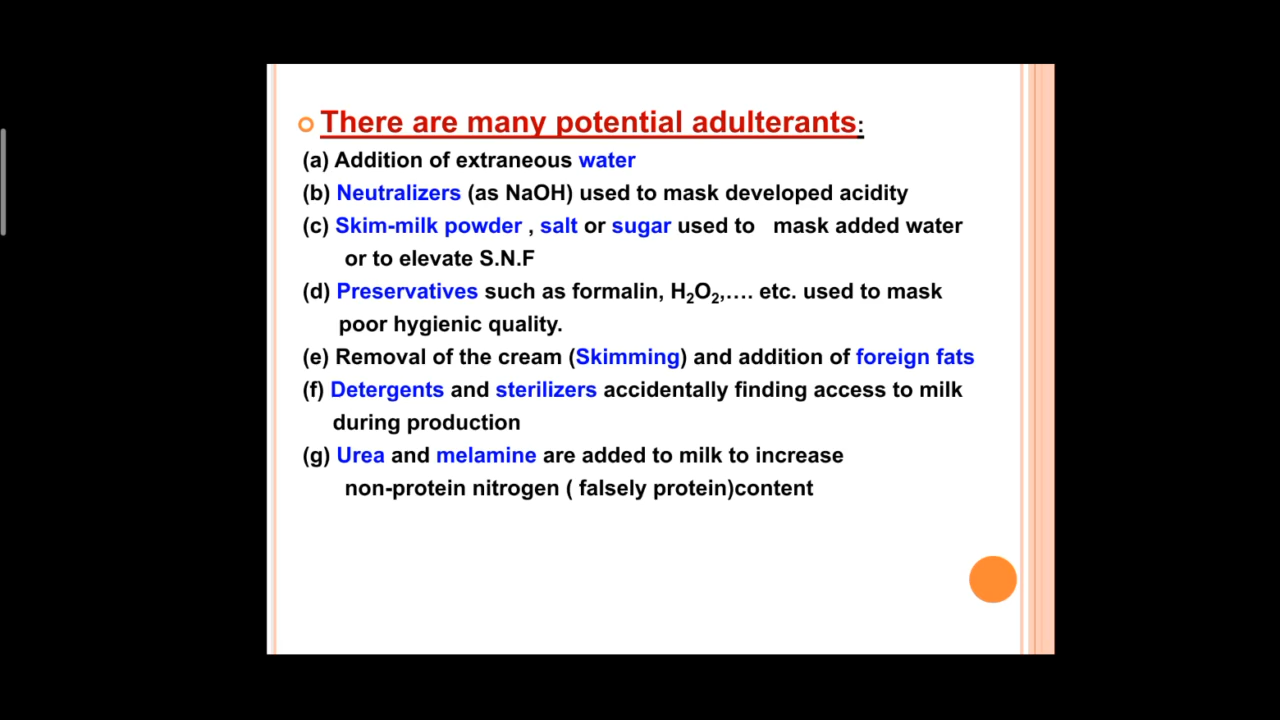 There are many potential adulterants:
(a) Addition of extraneous water
(b) Neutralizers (as NaOH) used to mask developed acidity
(c) Skim-milk powder , salt or sugar used to mask added water
or to elevate S.N.F
(d) Preservatives such as formalin, H₂O₂,…. etc. used to mask
poor hygienic quality.
(e) Removal of the cream (Skimming) and addition of foreign fats
(f) Detergents and sterilizers accidentally finding access to milk
during production
(g) Urea and melamine are added to milk to increase
non-protein nitrogen ( falsely protein)content